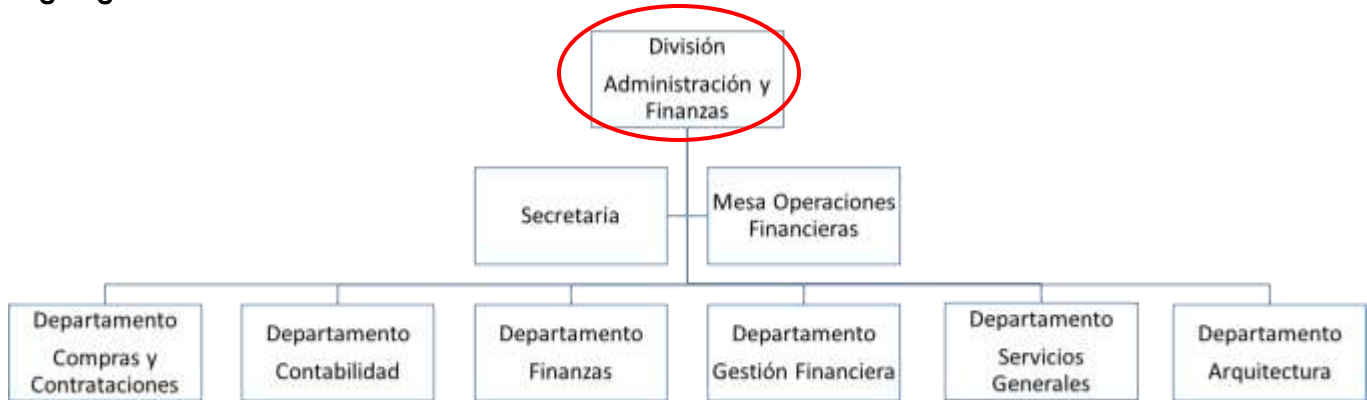 División
Administración y
Finanzas
Secretaria
Mesa Operaciones
Financieras
Departamento
Compras y
Contrataciones
Departamento
Contabilidad
Departamento
Finanzas
Departamento
Gestión Financiera
Departamento
Servicios
Generales
Departamento
Arquitectura